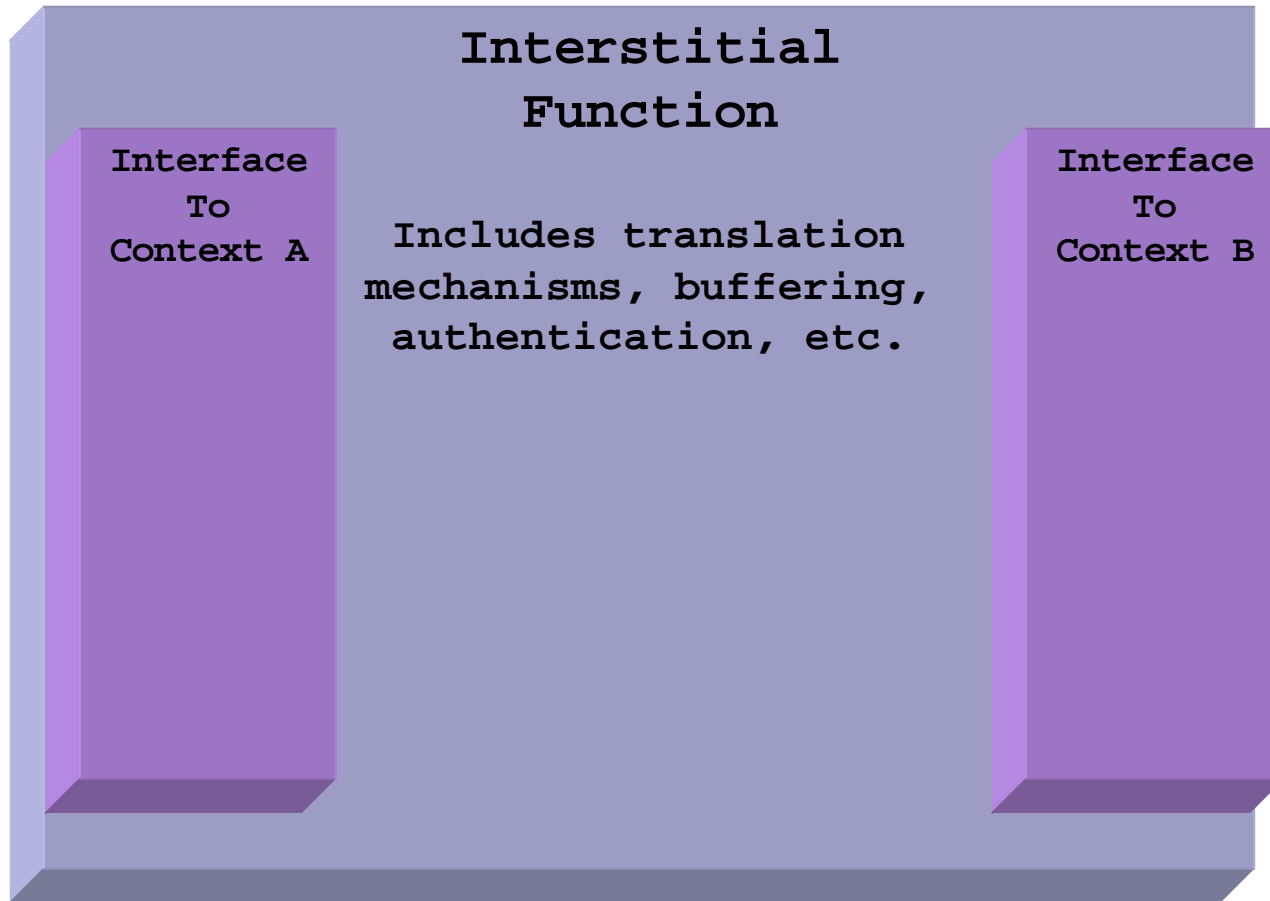 Interstitial
Function
Interface
To
Context A
Includes translation
mechanisms, buffering,
authentication, etc.
Interface
To
Context B